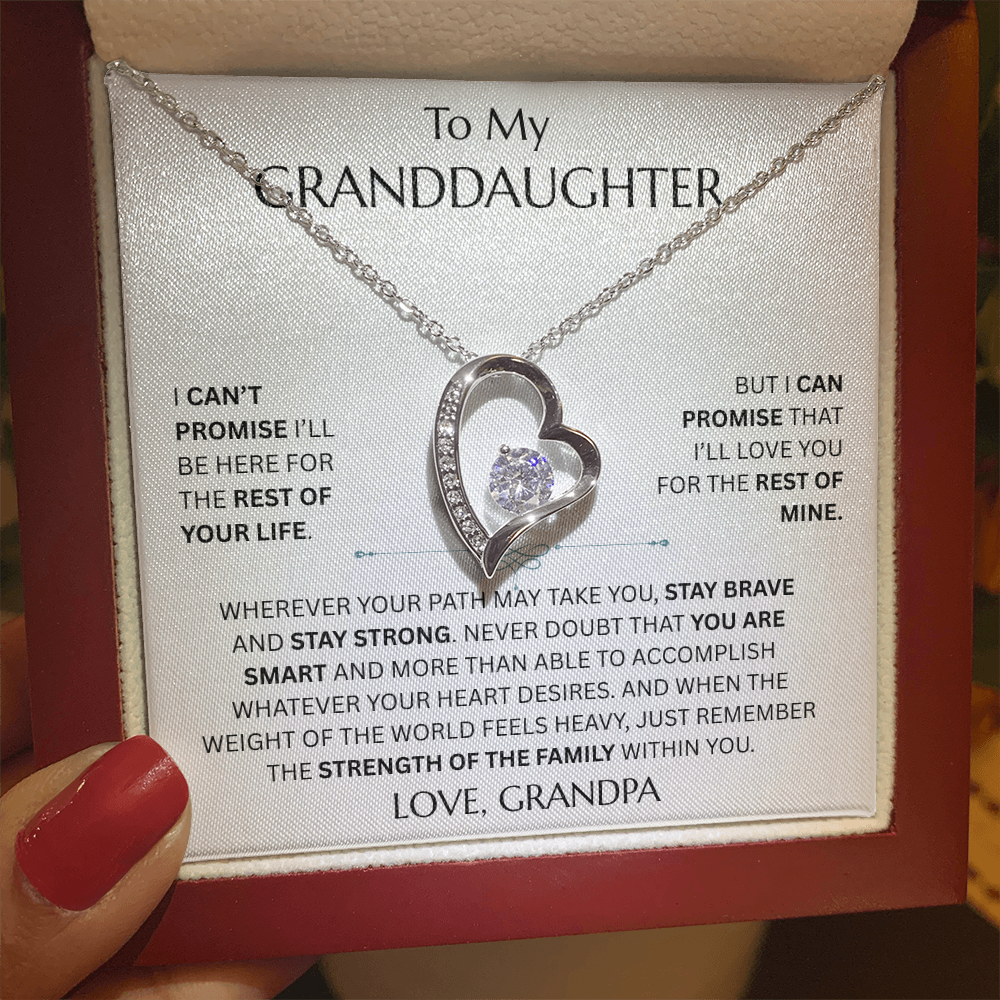 To My
GRANDDAUGHTER
I CAN'T
PROMISE I'LL
BE HERE FOR
THE REST OF
YOUR LIFE.
BUT I CAN
PROMISE THAT
I'LL LOVE YOU
FOR THE REST OF
MINE.
WHEREVER YOUR PATH MAY TAKE YOU, STAY BRAVE
AND STAY STRONG. NEVER DOUBT THAT YOU ARE
SMART AND MORE THAN ABLE TO ACCOMPLISH
WHATEVER YOUR HEART DESIRES. AND WHEN THE
WEIGHT OF THE WORLD FEELS HEAVY, JUST REMEMBER
THE STRENGTH OF THE FAMILY WITHIN YOU.
LOVE, GRANDPA